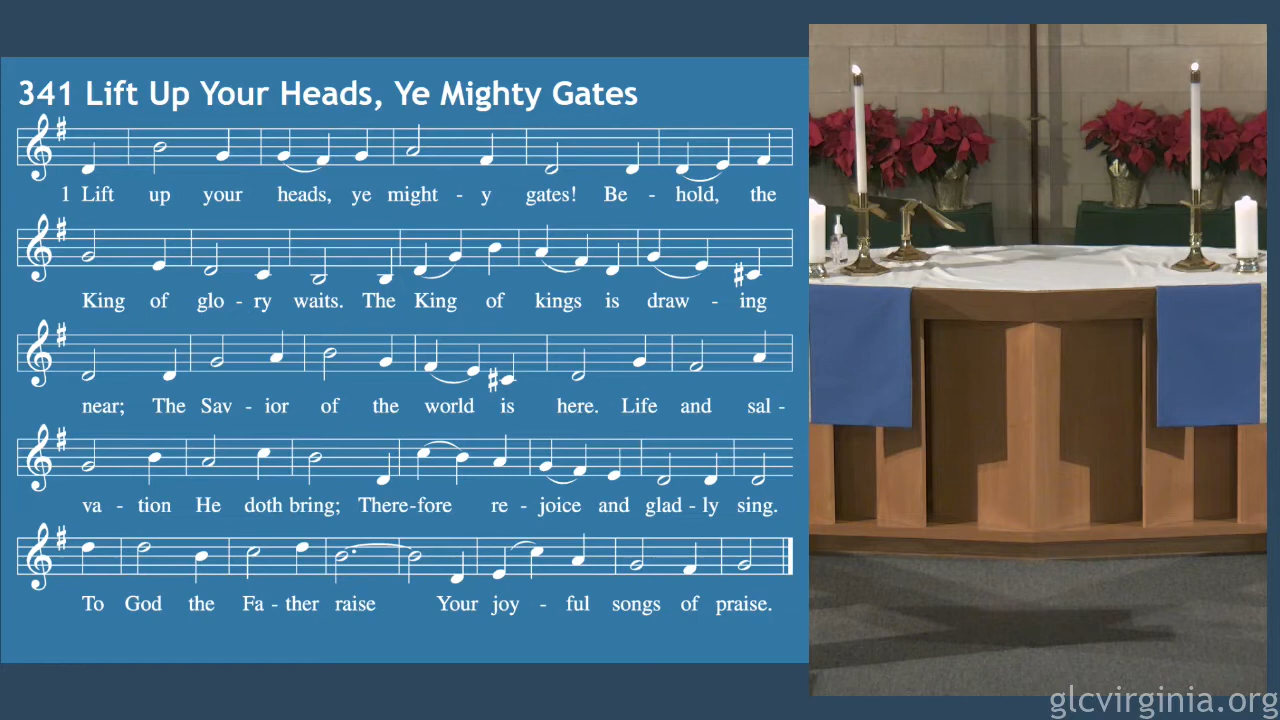 341 Lift Up Your Heads, Ye Mighty Gates
1 Lift up your heads, ye might - y gates! Be - hold, the
King of glo - ry waits. The King of kings is draw - ing
near; The Sav - ior of the world is here. Life and sal -
va - tion He doth bring; There-fore re - joice and glad - ly sing.
To God the Fa - ther raise Your joy - ful songs of praise.
glcvirginia.org